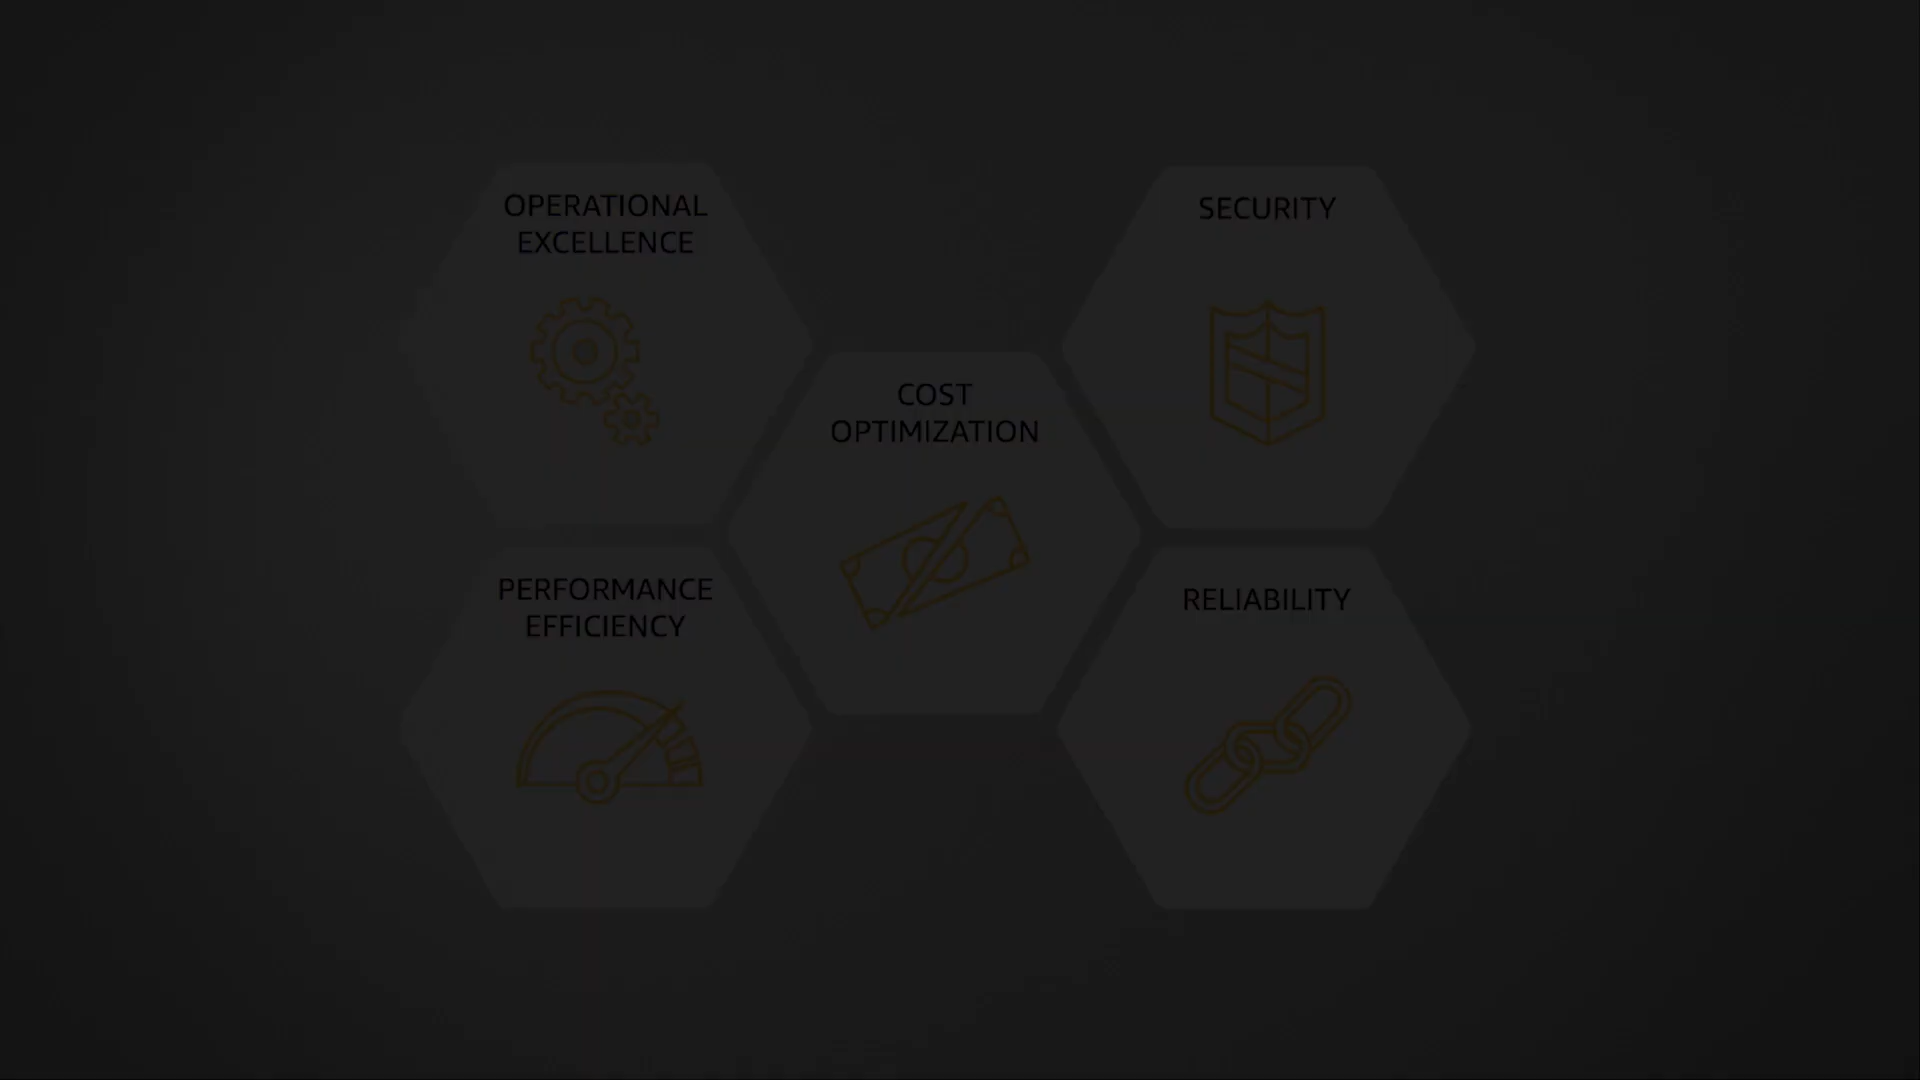 OPERATIONAL
EXCELLENCE
SECURITY
COST
OPTIMIZATION
PERFORMANCE
EFFICIENCY
RELIABILITY